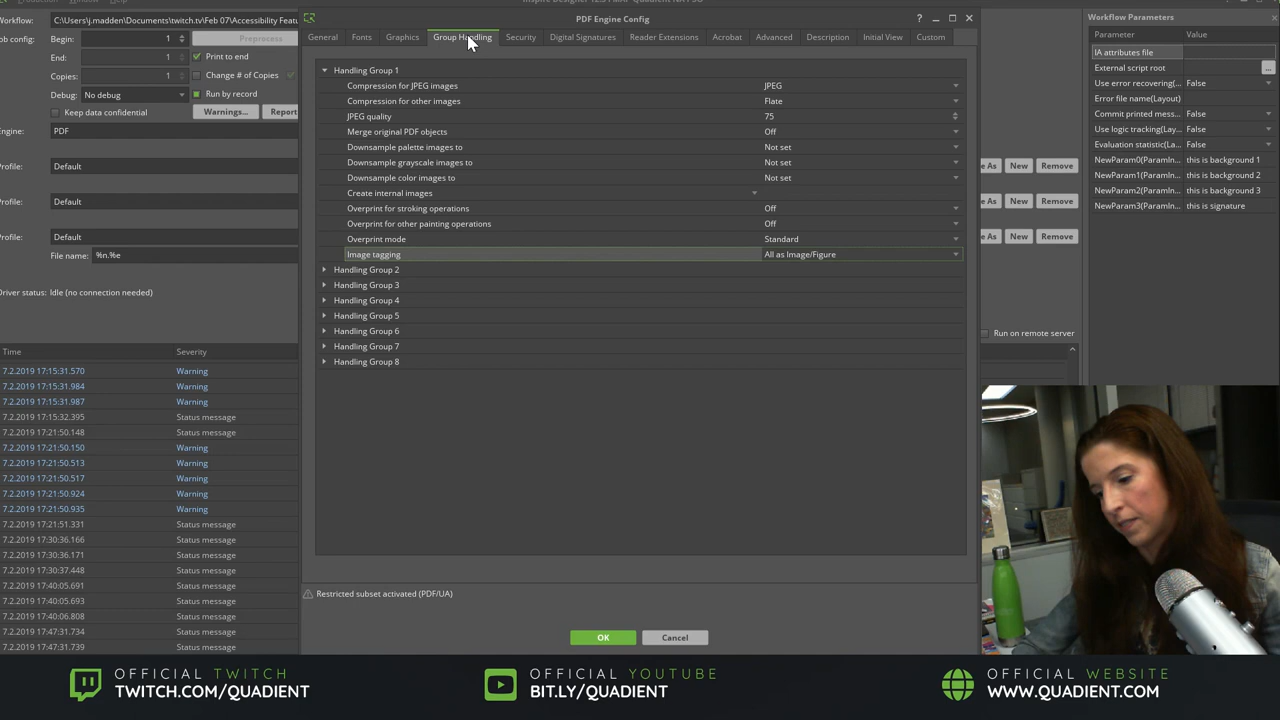 PDF Engine Config
Workflow: C:\Users\j.madden\Documents\twitch.tv\Feb 07\Accessibility Featu
ob config: Begin: 1 Preprocess
End: 1 Print to end
Copies: 1 Change # of Copies
Debug: No debug Run by record
Keep data confidential Warnings... Report
Engine: PDF
Profile: Default
Profile: Default
Profile: Default
File name: %n.%e
Driver status: Idle (no connection needed)
Time Severity
7.2.2019 17:15:31.570 Warning
7.2.2019 17:15:31.984 Warning
7.2.2019 17:15:31.987 Warning
7.2.2019 17:15:32.395 Status message
7.2.2019 17:21:50.148 Status message
7.2.2019 17:21:50.150 Warning
7.2.2019 17:21:50.513 Warning
7.2.2019 17:21:50.517 Warning
7.2.2019 17:21:50.924 Warning
7.2.2019 17:21:50.935 Warning
7.2.2019 17:21:51.331 Status message
7.2.2019 17:30:36.166 Status message
7.2.2019 17:30:36.171 Status message
7.2.2019 17:30:37.448 Status message
7.2.2019 17:40:05.691 Status message
7.2.2019 17:40:05.693 Status message
7.2.2019 17:40:06.808 Status message
7.2.2019 17:47:31.734 Status message
7.2.2019 17:47:31.739 Status message
General Fonts Graphics Group Handling Security Digital Signatures Reader Extensions Acrobat Advanced Description Initial View Custom
Handling Group 1
Compression for JPEG images JPEG
Compression for other images Flate
JPEG quality 75
Merge original PDF objects Off
Downsample palette images to Not set
Downsample grayscale images to Not set
Downsample color images to Not set
Create internal images
Overprint for stroking operations Off
Overprint for other painting operations Off
Overprint mode Standard
Image tagging All as Image/Figure
Handling Group 2
Handling Group 3
Handling Group 4
Handling Group 5
Handling Group 6
Handling Group 7
Handling Group 8
Restricted subset activated (PDF/UA)
OK Cancel
e As New Remove
e As New Remove
e As New Remove
Run on remote server
Workflow Parameters
Parameter Value
IA attributes file
External script root ...
Use error recovering(... False
Error file name(Layout)
Commit printed mess... False
Use logic tracking(Lay... False
Evaluation statistic(La... False
NewParam0(ParamIn... this is background 1
NewParam1(ParamIn... this is background 2
NewParam2(ParamIn... this is background 3
NewParam3(ParamIn... this is signature
OFFICIAL TWITCH
TWITCH.COM/QUADIENT
OFFICIAL YOUTUBE
BIT.LY/QUADIENT
OFFICIAL WEBSITE
WWW.QUADIENT.COM